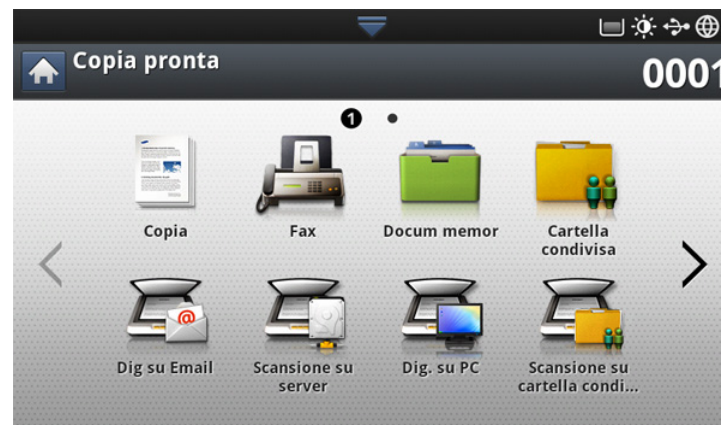 Copia pronta
0001
1
Copia
Fax
Docum memor
Cartella
condivisa
Dig su Email
Scansione su
server
Dig. su PC
Scansione su
cartella condi...